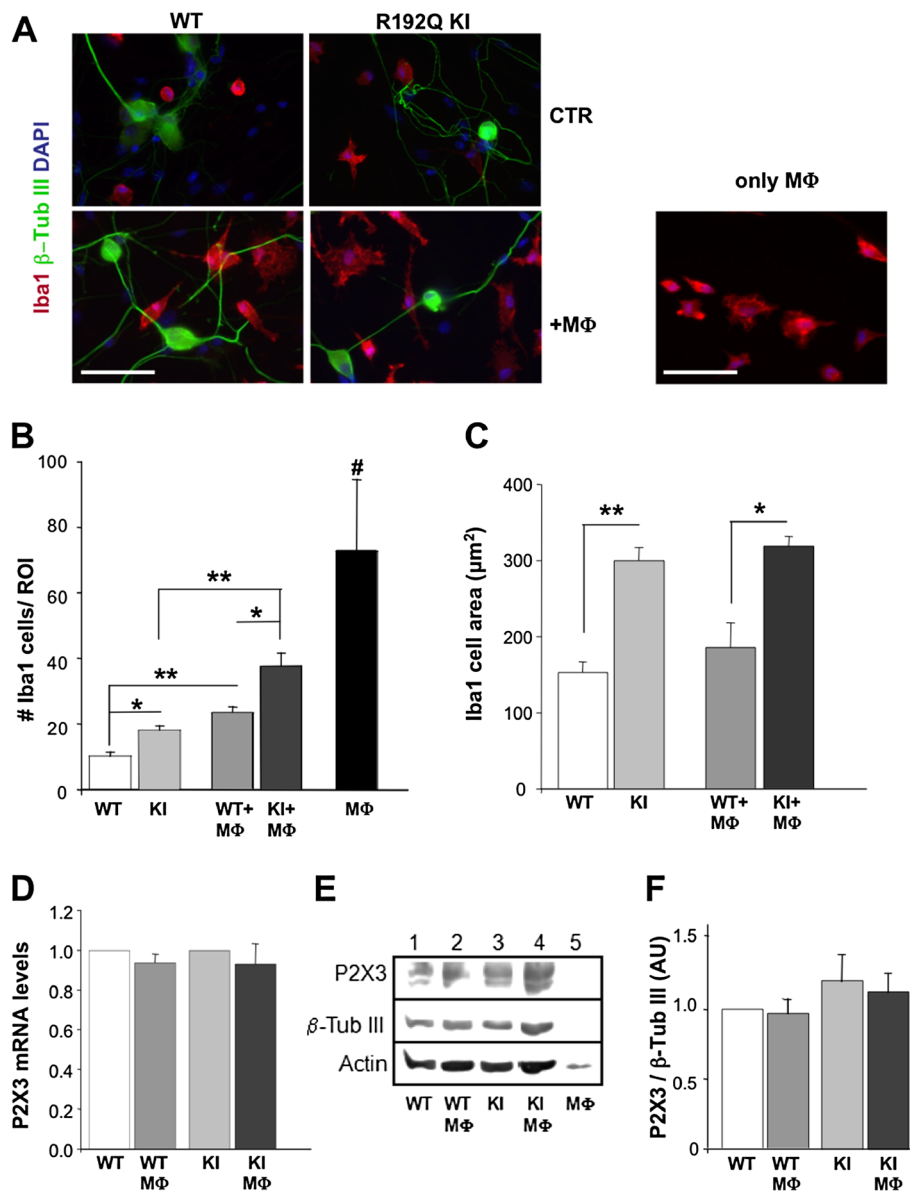 A
WT
R192Q KI
Iba1 β–Tub III DAPI
CTR
+MΦ
only MΦ
B
# Iba1 cells/ ROI
100
80
60
40
20
0
**
*
**
*
#
WT
KI
WT+
MΦ
KI+
MΦ
MΦ
C
Iba1 cell area (µm²)
400
300
200
100
0
**
*
WT
KI
WT+
MΦ
KI+
MΦ
D
P2X3 mRNA levels
1.2
1.0
0.8
0.6
0.4
0.2
0.0
WT
WT
MΦ
KI
KI
MΦ
E
1 2 3 4 5
P2X3
β-Tub III
Actin
WT
WT
MΦ
KI
KI
MΦ
MΦ
F
P2X3 / β-Tub III (AU)
1.5
1.0
0.5
0
WT
WT
MΦ
KI
KI
MΦ